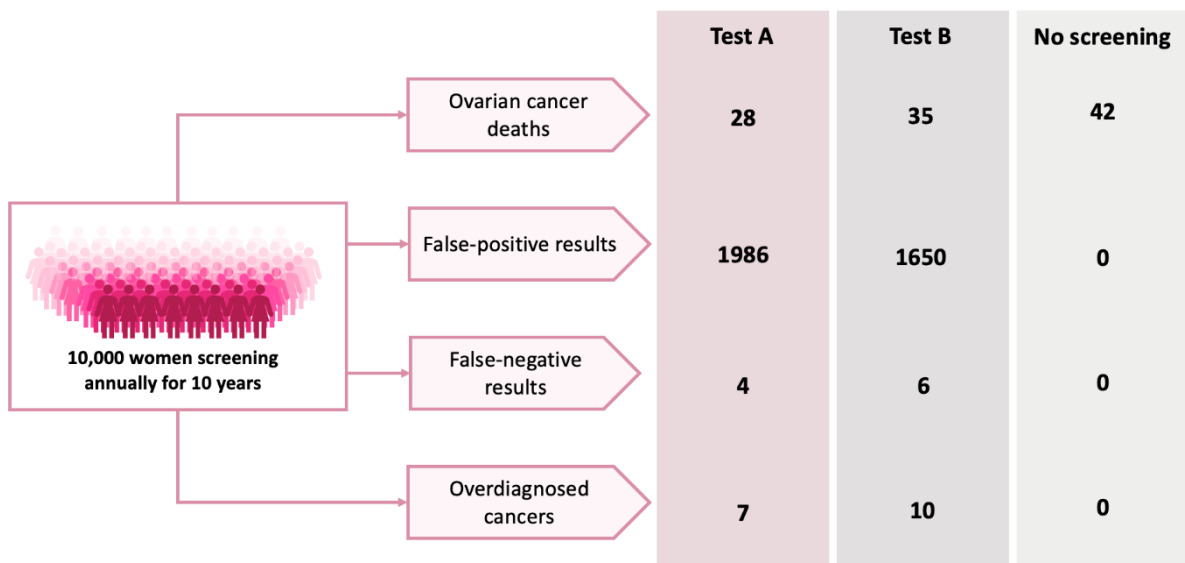 Test A
Test B
No screening
Ovarian cancer
deaths
28
35
42
False-positive results
1986
1650
0
10,000 women screening
annually for 10 years
False-negative
results
4
6
0
Overdiagnosed
cancers
7
10
0